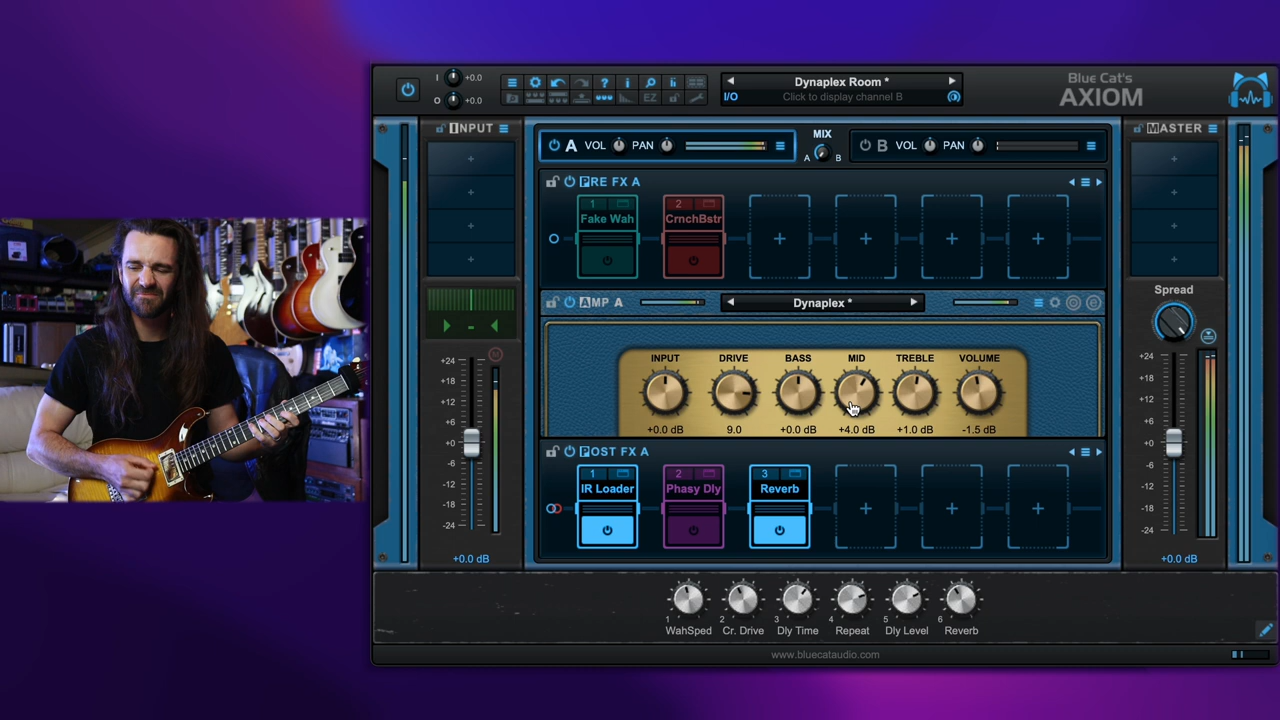 I +0.0
O +0.0
EZ
Dynaplex Room *
I/O Click to display channel B
Blue Cat's
AXIOM
INPUT
A VOL PAN
MIX
A B
B VOL PAN
MASTER
PRE FX A
1
Fake Wah
2
CrnchBstr
AMP A
Dynaplex *
Spread
INPUT DRIVE BASS MID TREBLE VOLUME
+0.0 dB 9.0 +0.0 dB +4.0 dB +1.0 dB -1.5 dB
M
+24
+18
+12
+6
+0
-6
-12
-18
-24
+0.0 dB
POST FX A
1
IR Loader
2
Phasy Dly
3
Reverb
+24
+18
+12
+6
+0
-6
-12
-18
-24
+0.0 dB
1 2 3 4 5 6
WahSped Cr. Drive Dly Time Repeat Dly Level Reverb
www.bluecataudio.com